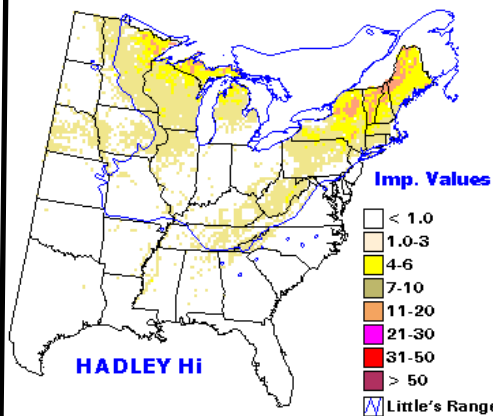 Imp. Values
< 1.0
1.0-3
4-6
7-10
11-20
21-30
31-50
> 50
Little's Range
HADLEY Hi